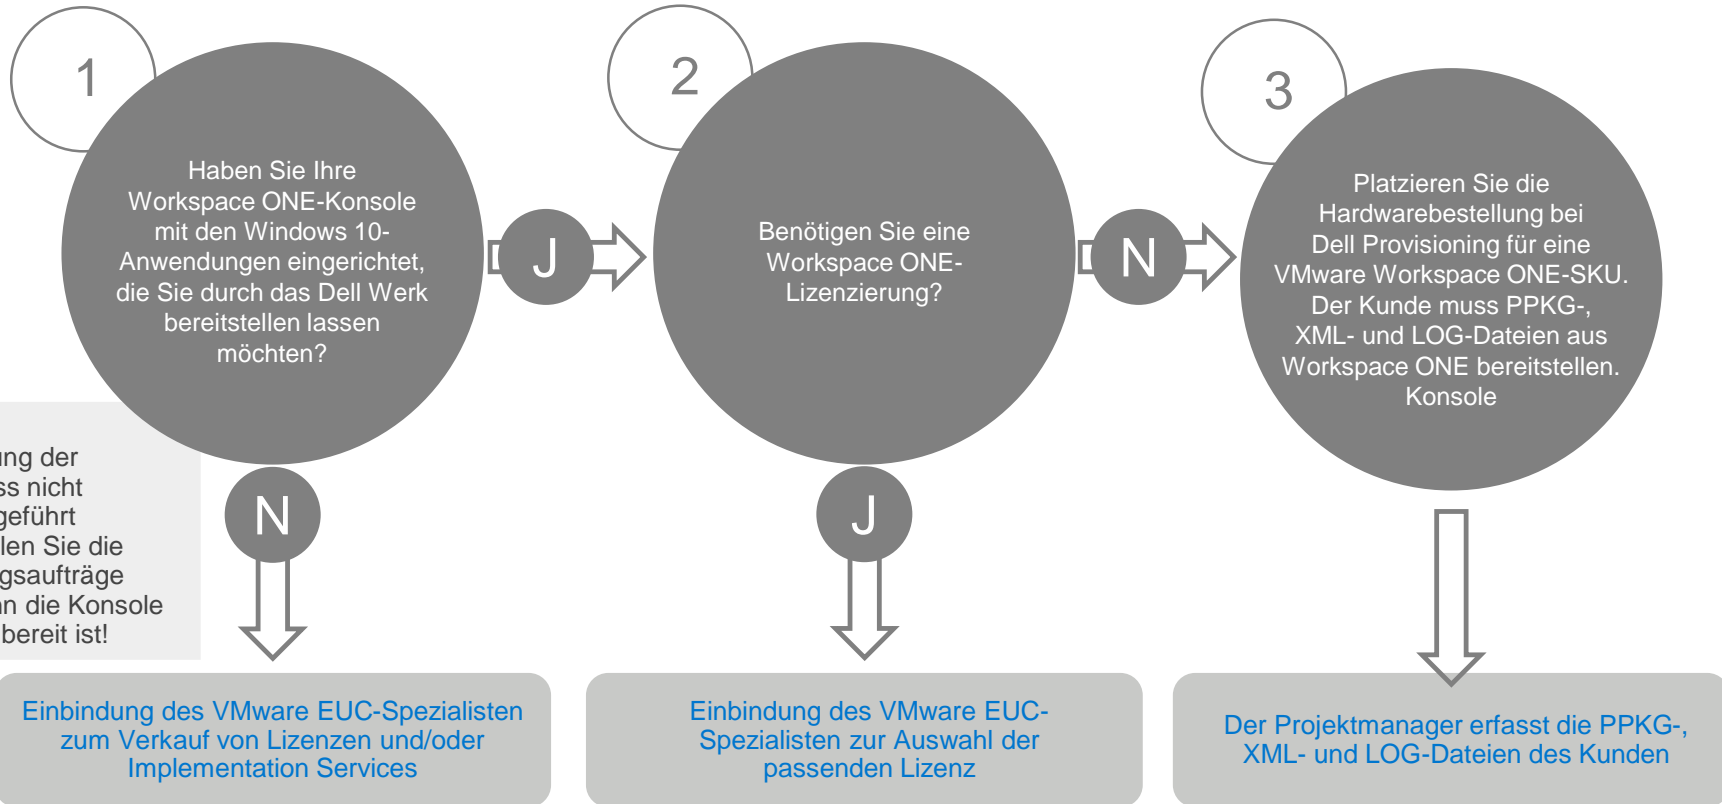 1
Haben Sie Ihre
Workspace ONE-Konsole
mit den Windows 10-
Anwendungen eingerichtet,
die Sie durch das Dell Werk
bereitstellen lassen
möchten?
J
2
Benötigen Sie eine
Workspace ONE-
Lizenzierung?
N
3
Platzieren Sie die
Hardwarebestellung bei
Dell Provisioning für eine
VMware Workspace ONE-SKU.
Der Kunde muss PPKG-,
XML- und LOG-Dateien aus
Workspace ONE bereitstellen.
Konsole
der
nicht
Sie die
die Konsole
bereit ist!
N
J
Einbindung des VMware EUC-Spezialisten
zum Verkauf von Lizenzen und/oder
Implementation Services
Einbindung des VMware EUC-
Spezialisten zur Auswahl der
passenden Lizenz
Der Projektmanager erfasst die PPKG-,
XML- und LOG-Dateien des Kunden